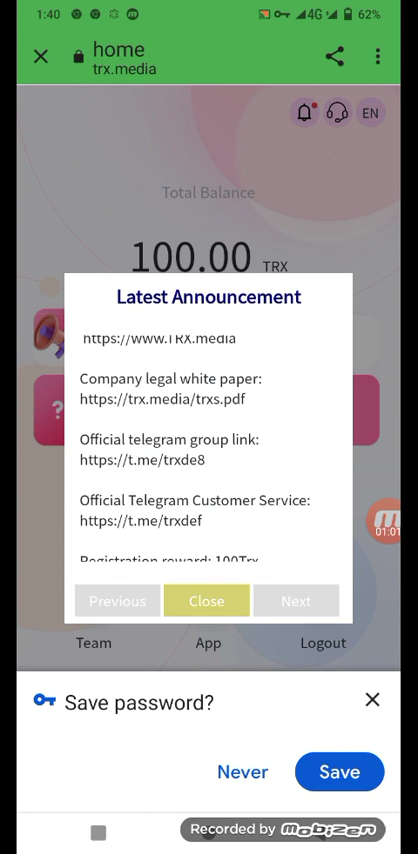 1:40
4G
62%
home
trx.media
EN
Total Balance
100.00 TRX
Latest Announcement
https://www.TRX.media
Company legal white paper:
https://trx.media/trxs.pdf
Official telegram group link:
https://t.me/trxde8
Official Telegram Customer Service:
https://t.me/trxdef
Registration reward: 100Trx
?
01:01
Previous
Close
Next
Team
App
Logout
Save password?
Never
Save
Recorded by mobizen